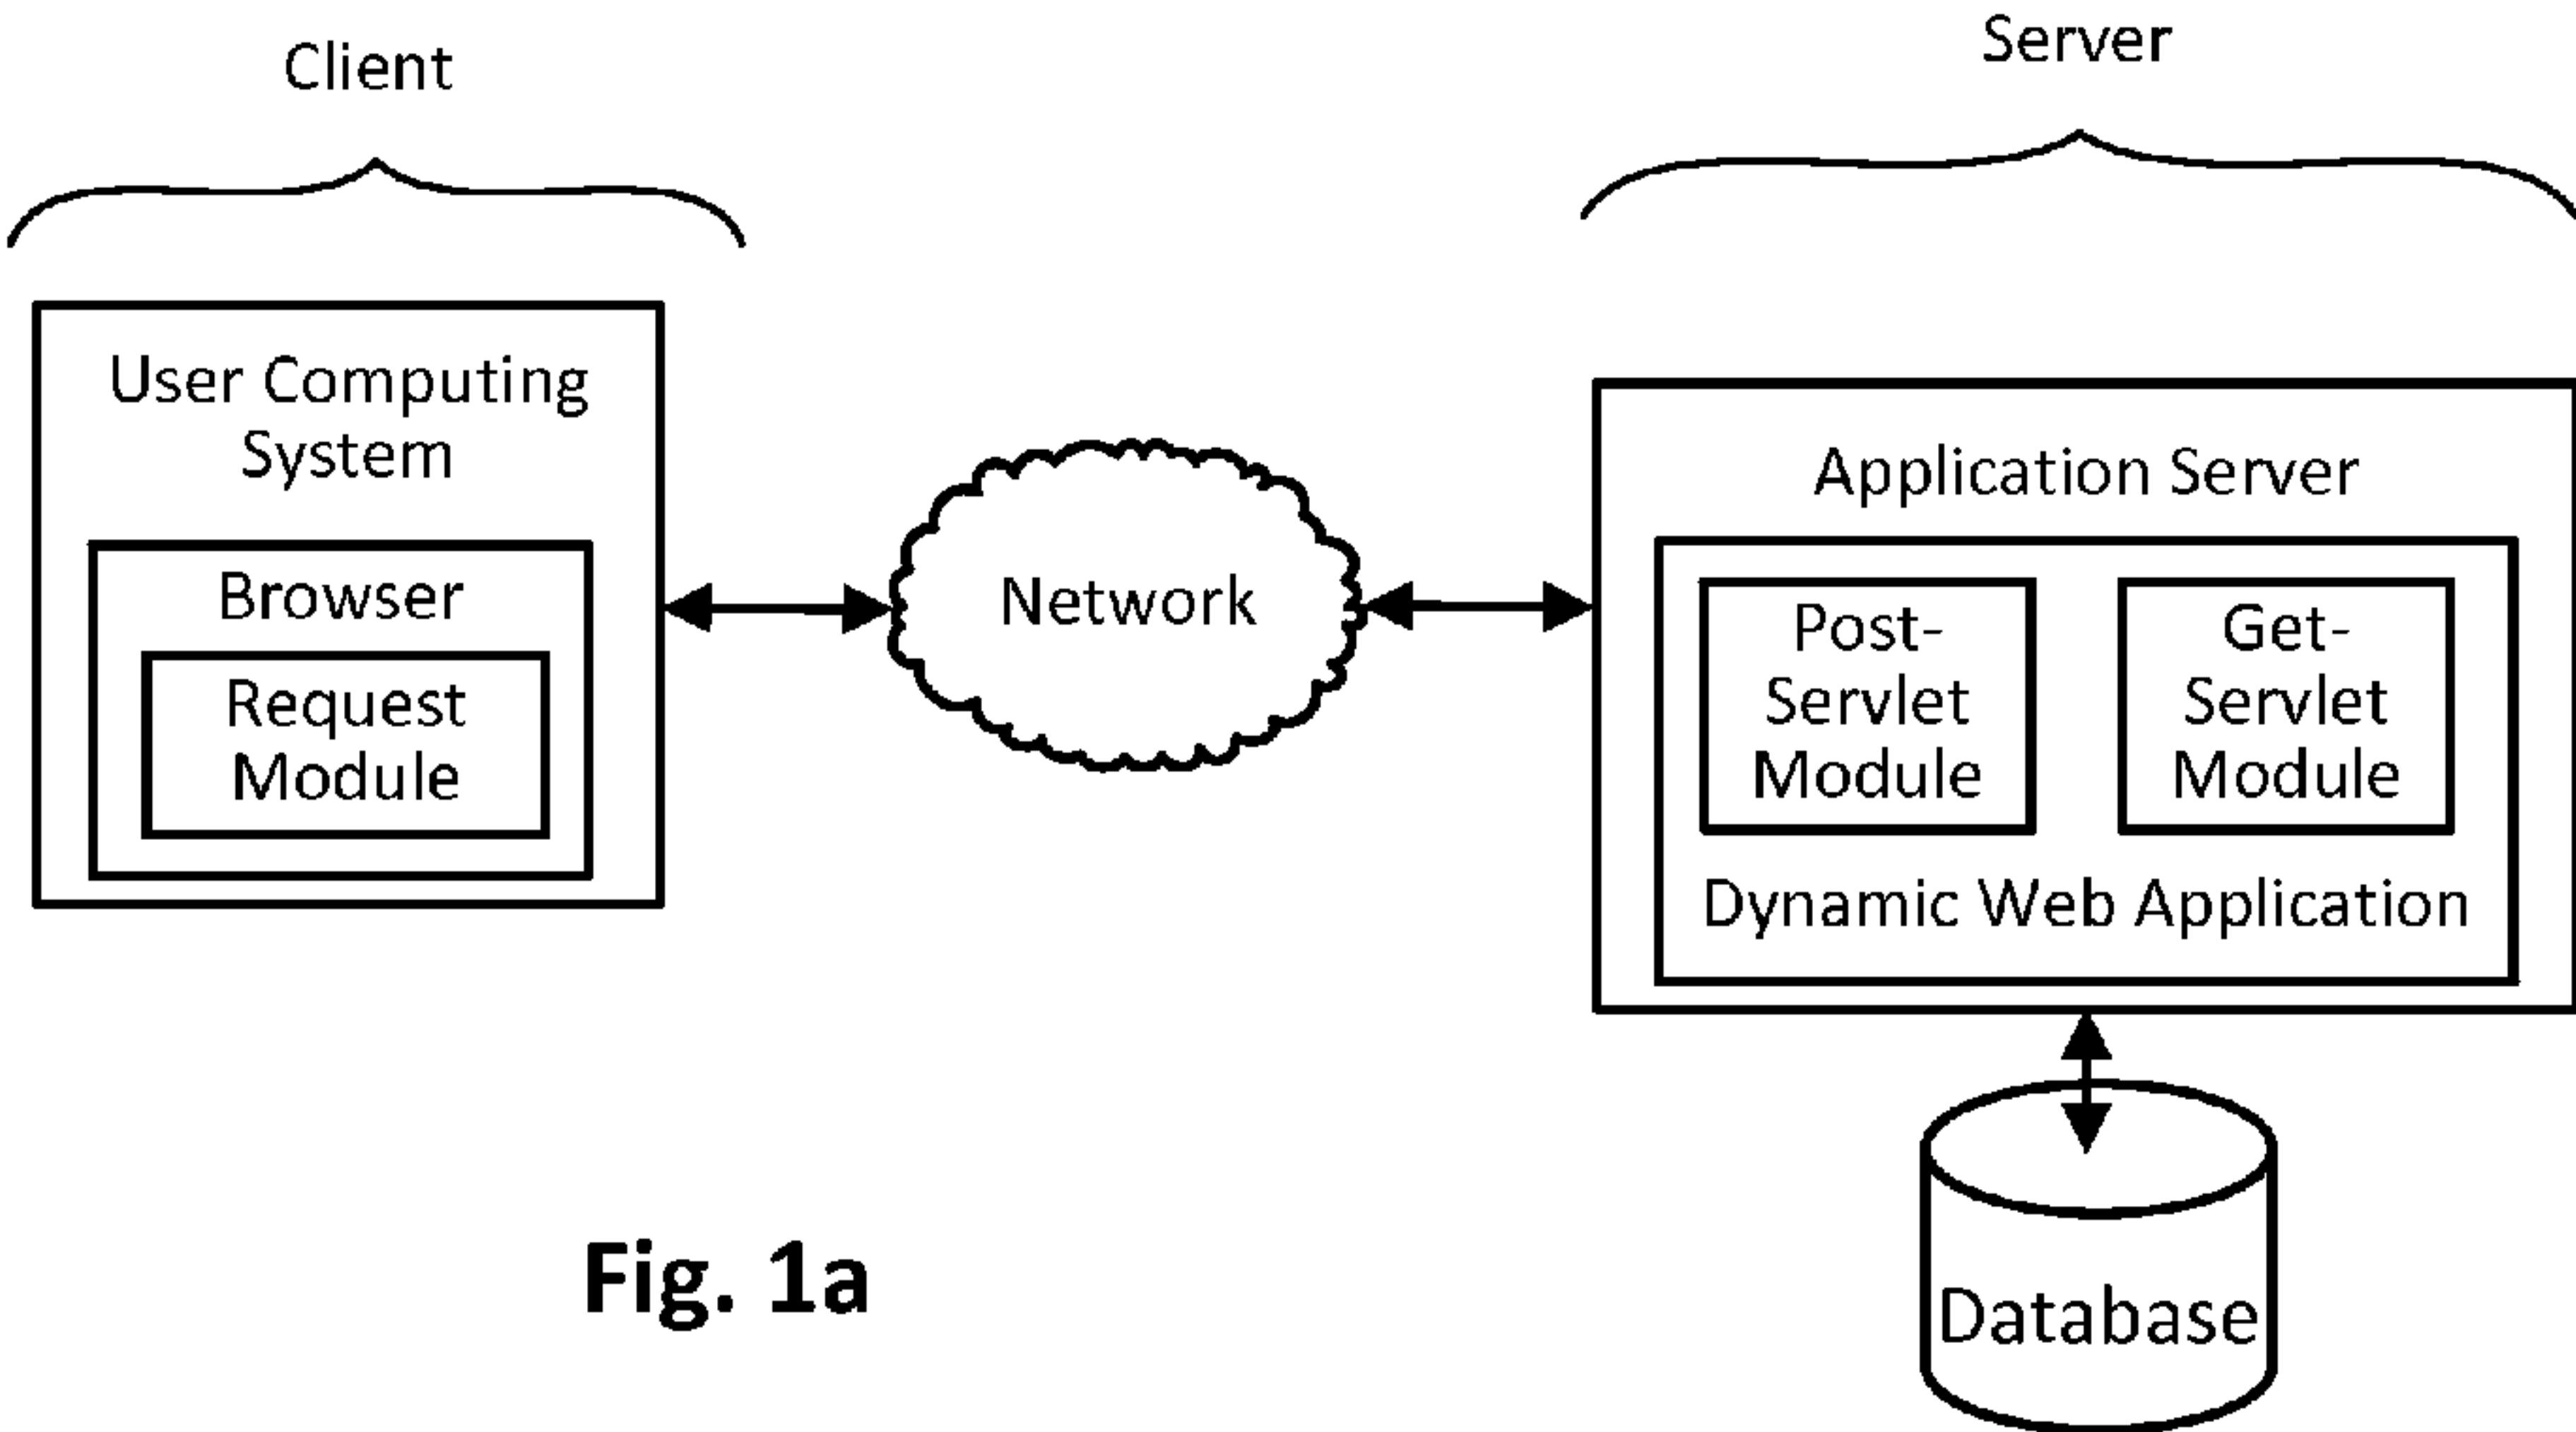 Client
Server
User Computing
System
Browser
Request
Module
Network
Application Server
Post-
Servlet
Module
Get-
Servlet
Module
Dynamic Web Application
Database
Fig. 1a